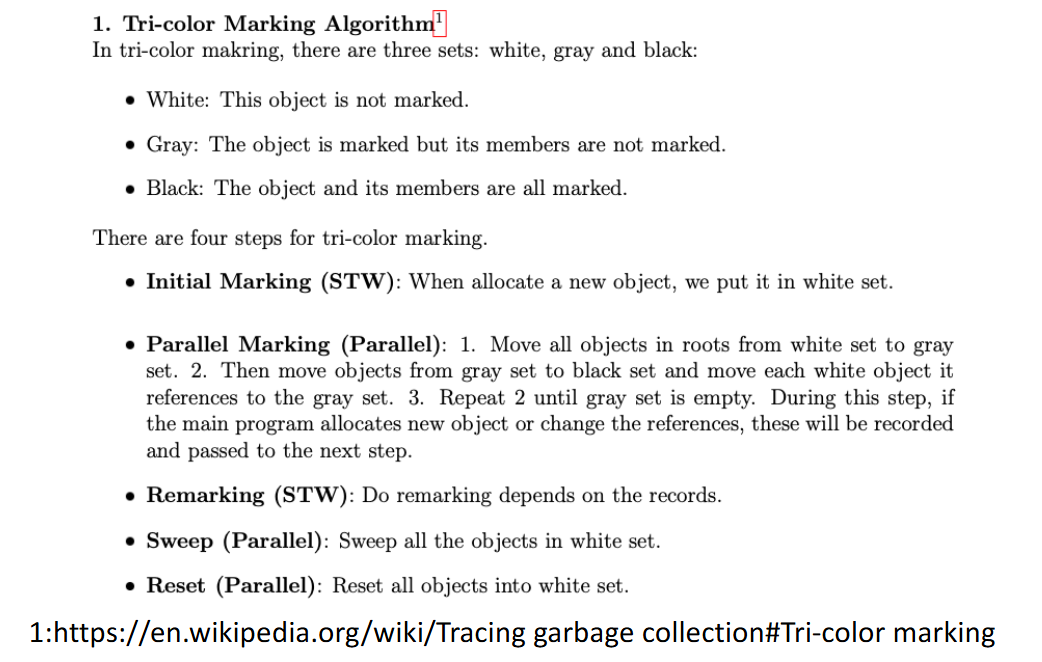 1. Tri-color Marking Algorithm¹
In tri-color makring, there are three sets: white, gray and black:
• White: This object is not marked.
• Gray: The object is marked but its members are not marked.
• Black: The object and its members are all marked.
There are four steps for tri-color marking.
• Initial Marking (STW): When allocate a new object, we put it in white set.
• Parallel Marking (Parallel): 1. Move all objects in roots from white set to gray
set. 2. Then move objects from gray set to black set and move each white object it
references to the gray set. 3. Repeat 2 until gray set is empty. During this step, if
the main program allocates new object or change the references, these will be recorded
and passed to the next step.
• Remarking (STW): Do remarking depends on the records.
• Sweep (Parallel): Sweep all the objects in white set.
• Reset (Parallel): Reset all objects into white set.
1:https://en.wikipedia.org/wiki/Tracing garbage collection#Tri-color marking